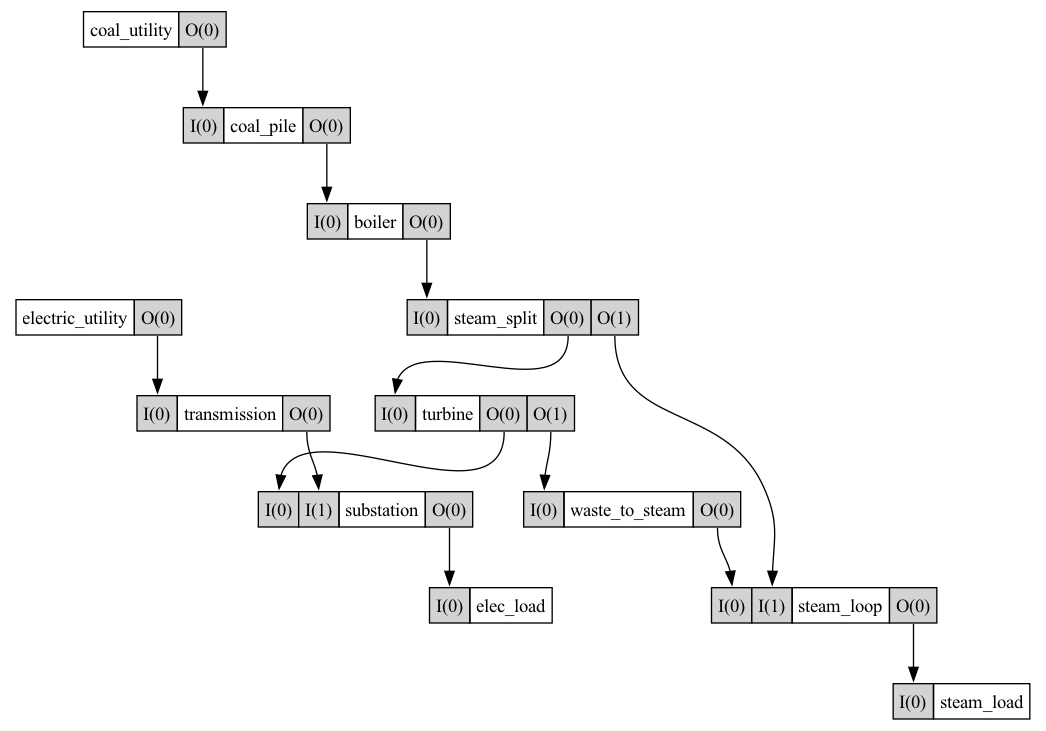 coal_utility O(0)
I(0) coal_pile O(0)
I(0) boiler O(0)
electric_utility O(0)
I(0) steam_split O(0) O(1)
I(0) transmission O(0)
I(0) turbine O(0) O(1)
I(0) I(1) substation O(0)
I(0) waste_to_steam O(0)
I(0) elec_load
I(0) I(1) steam_loop O(0)
I(0) steam_load